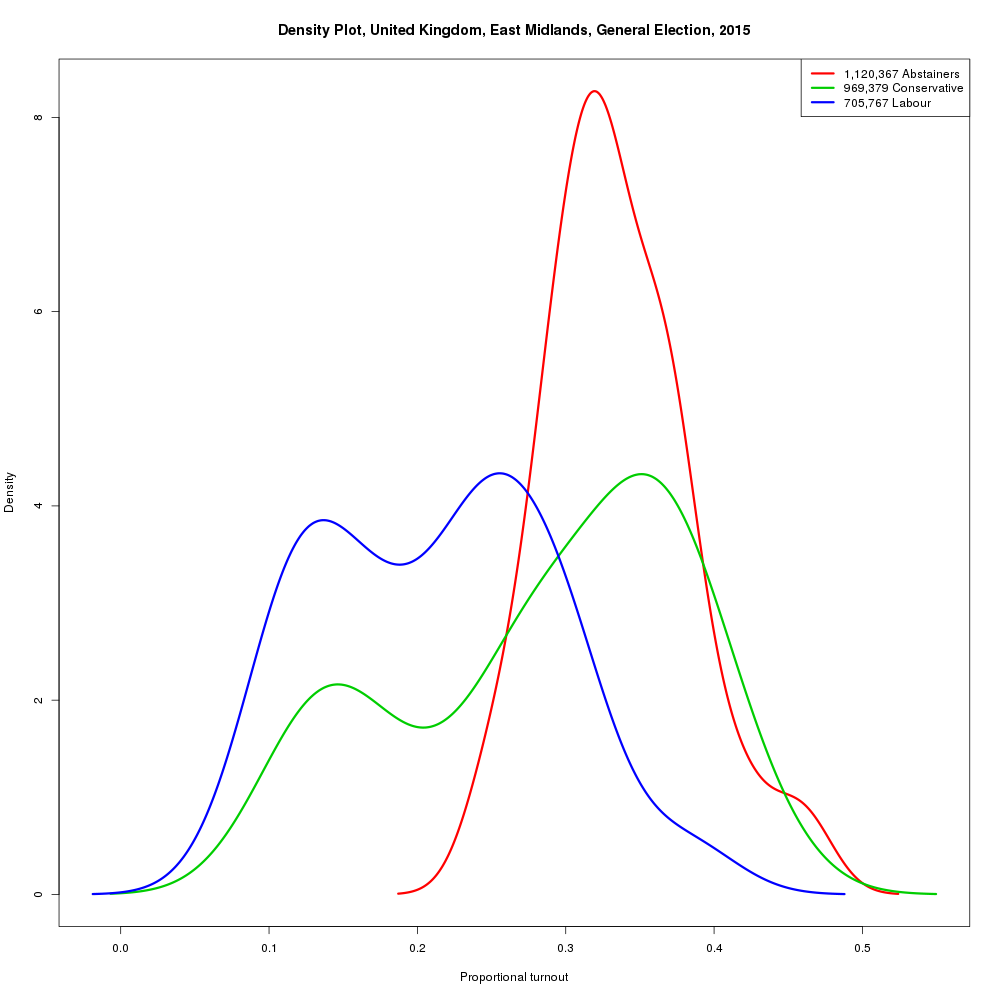 Density Plot, United Kingdom, East Midlands, General Election, 2015
1,120,367 Abstainers
969,379 Conservative
705,767 Labour
8
6
4
2
0
Density
0.0 0.1 0.2 0.3 0.4 0.5
Proportional turnout